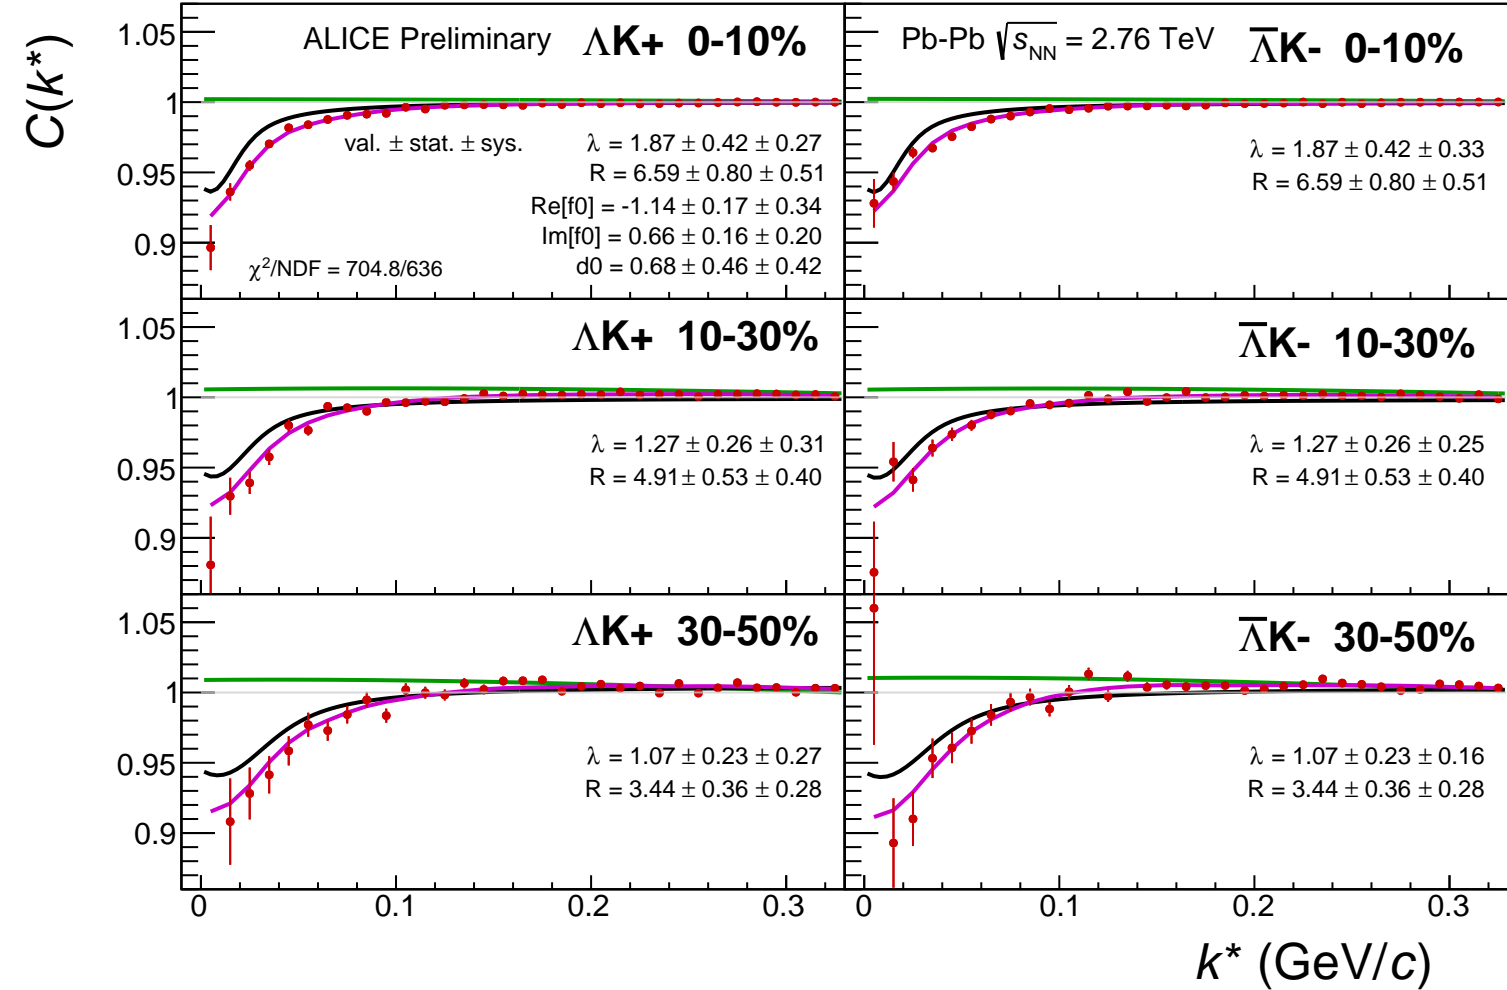 C(k*)
ALICE Preliminary ΛK+ 0-10%
1.05
1
0.95
0.9
val. ± stat. ± sys.
λ = 1.87 ± 0.42 ± 0.27
R = 6.59 ± 0.80 ± 0.51
Re[f0] = -1.14 ± 0.17 ± 0.34
Im[f0] = 0.66 ± 0.16 ± 0.20
d0 = 0.68 ± 0.46 ± 0.42
χ²/NDF = 704.8/636
Pb-Pb √s_NN = 2.76 TeV Λ̅K- 0-10%
λ = 1.87 ± 0.42 ± 0.33
R = 6.59 ± 0.80 ± 0.51
ΛK+ 10-30%
1.05
1
0.95
0.9
λ = 1.27 ± 0.26 ± 0.31
R = 4.91 ± 0.53 ± 0.40
Λ̅K- 10-30%
λ = 1.27 ± 0.26 ± 0.25
R = 4.91 ± 0.53 ± 0.40
ΛK+ 30-50%
1.05
1
0.95
0.9
λ = 1.07 ± 0.23 ± 0.27
R = 3.44 ± 0.36 ± 0.28
Λ̅K- 30-50%
λ = 1.07 ± 0.23 ± 0.16
R = 3.44 ± 0.36 ± 0.28
0 0.1 0.2 0.3
0 0.1 0.2 0.3
k* (GeV/c)